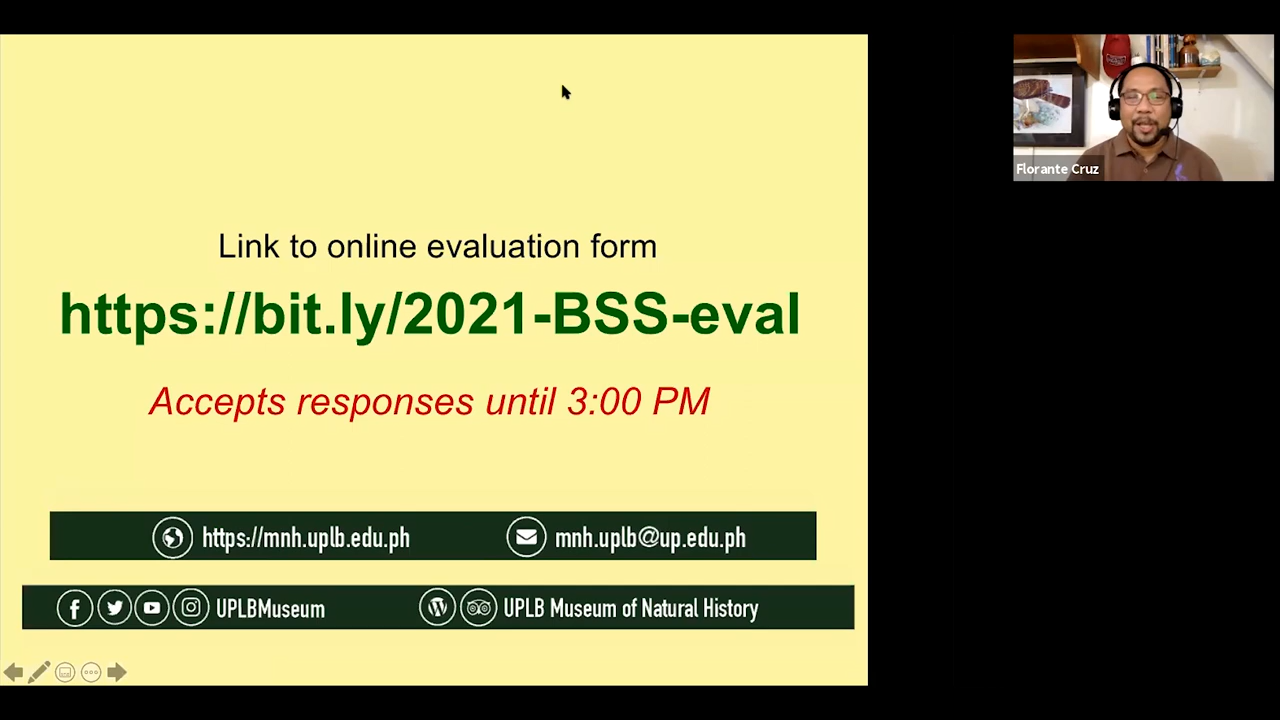 Link to online evaluation form
https://bit.ly/2021-BSS-eval
Accepts responses until 3:00 PM
https://mnh.uplb.edu.ph
mnh.uplb@up.edu.ph
UPLBMuseum
UPLB Museum of Natural History
Florante Cruz